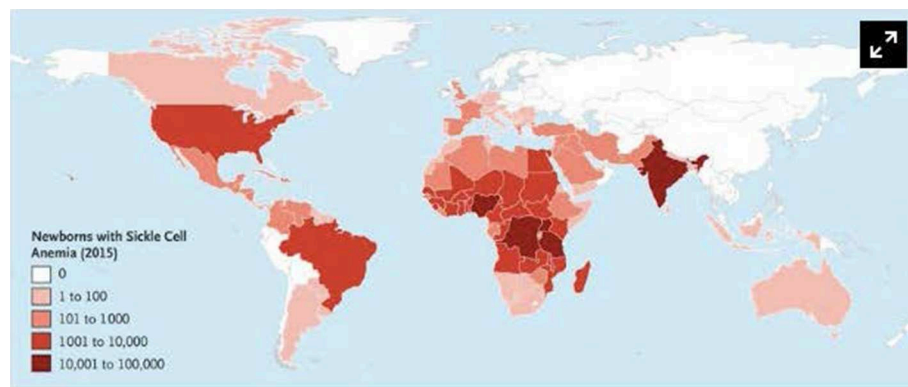 Newborns with Sickle Cell
Anemia (2015)
0
1 to 100
101 to 1000
1001 to 10,000
10,001 to 100,000